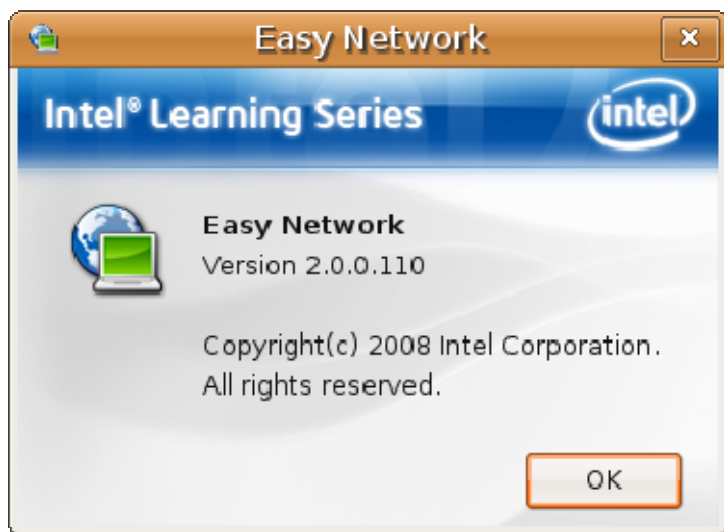 Easy Network
Intel® Learning Series
intel
Easy Network
Version 2.0.0.110
Copyright(c) 2008 Intel Corporation.
All rights reserved.
OK